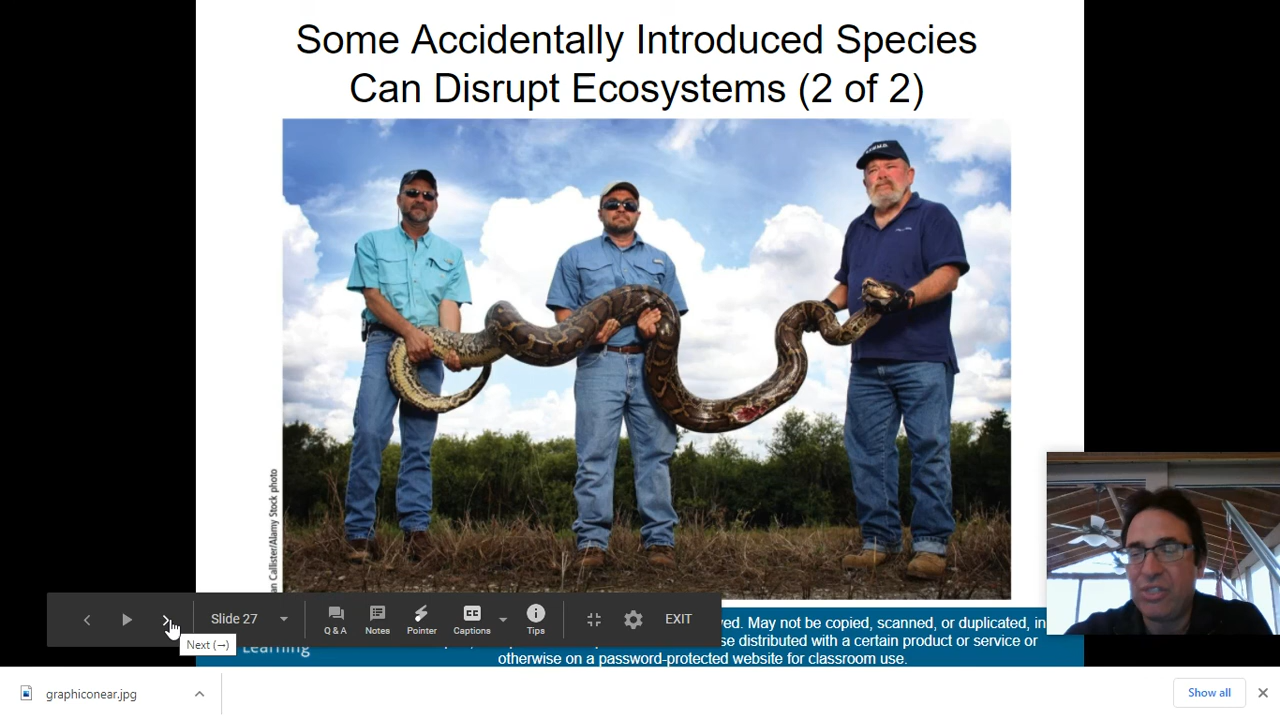 Some Accidentally Introduced Species
Can Disrupt Ecosystems (2 of 2)
an Callister/Alamy Stock photo
Slide 27
Q & A
Notes
Pointer
Captions
Tips
EXIT
Next (→)
ved. May not be copied, scanned, or duplicated, in
Learning
se distributed with a certain product or service or
otherwise on a password-protected website for classroom use.
graphiconear.jpg
Show all